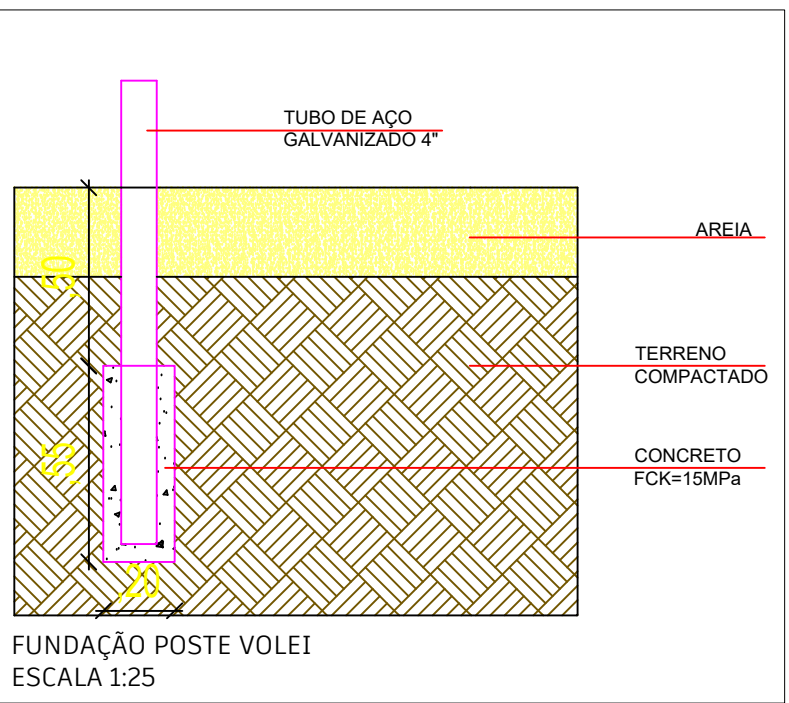 TUBO DE AÇO
GALVANIZADO 4"
AREIA
.50
TERRENO
COMPACTADO
.55
CONCRETO
FCK=15MPa
.20
FUNDAÇÃO POSTE VOLEI
ESCALA 1:25